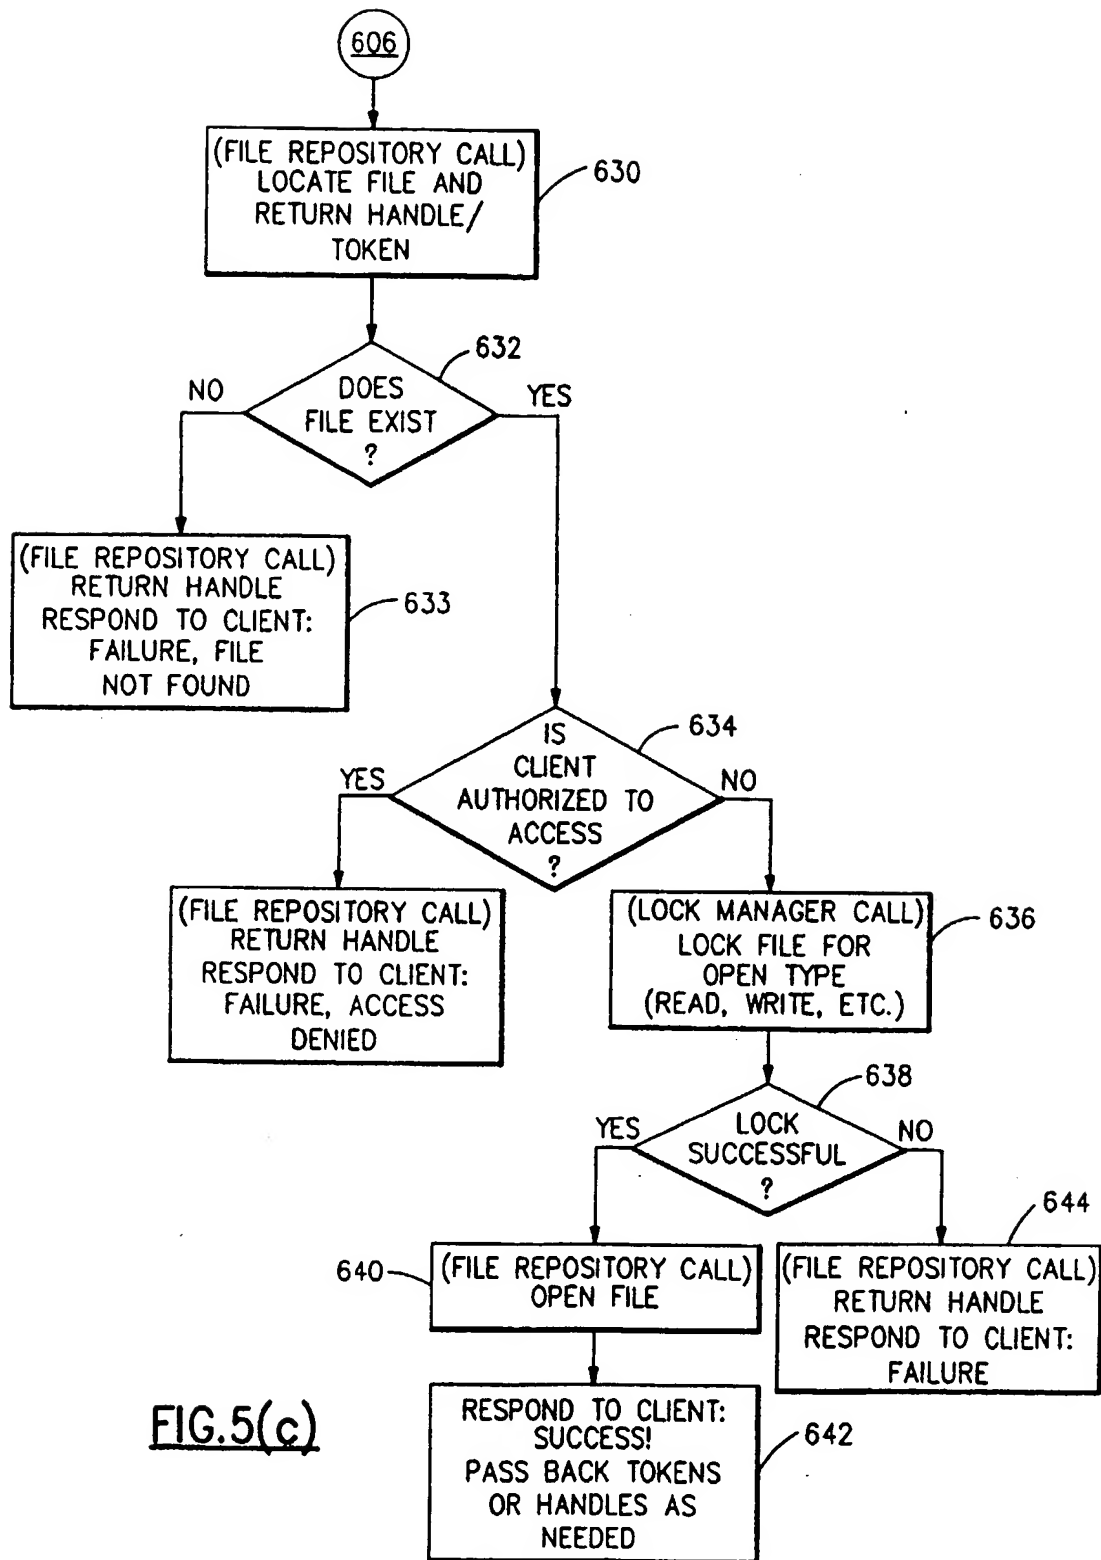 606
(FILE REPOSITORY CALL)
LOCATE FILE AND
RETURN HANDLE/
TOKEN
630
632
NO
DOES
FILE EXIST
?
YES
(FILE REPOSITORY CALL)
RETURN HANDLE
RESPOND TO CLIENT:
FAILURE, FILE
NOT FOUND
633
634
YES
IS
CLIENT
AUTHORIZED TO
ACCESS
?
NO
(FILE REPOSITORY CALL)
RETURN HANDLE
RESPOND TO CLIENT:
FAILURE, ACCESS
DENIED
(LOCK MANAGER CALL)
LOCK FILE FOR
OPEN TYPE
(READ, WRITE, ETC.)
636
638
YES
LOCK
SUCCESSFUL
?
NO
640
(FILE REPOSITORY CALL)
OPEN FILE
644
(FILE REPOSITORY CALL)
RETURN HANDLE
RESPOND TO CLIENT:
FAILURE
RESPOND TO CLIENT:
SUCCESS!
PASS BACK TOKENS
OR HANDLES AS
NEEDED
642
FIG.5(c)